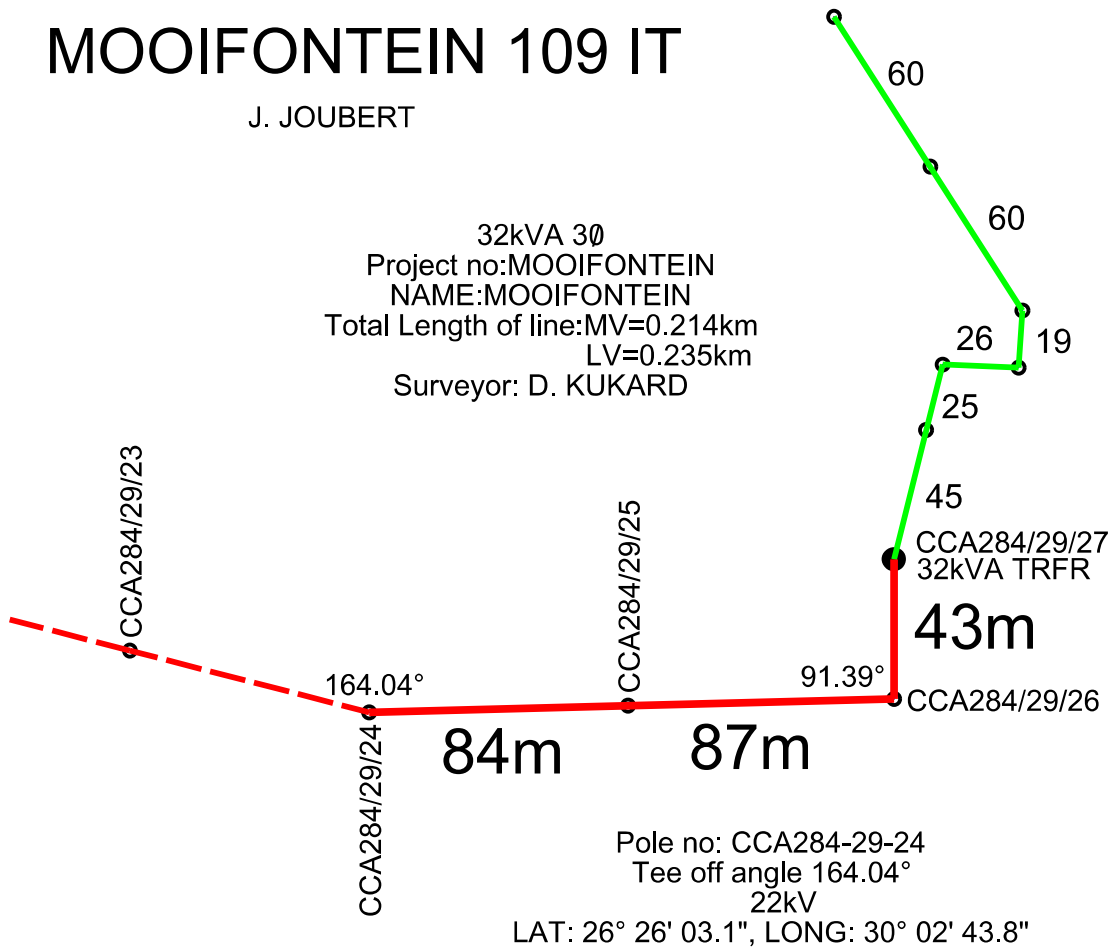 MOOIFONTEIN 109 IT
J. JOUBERT
32kVA 3Ø
Project no:MOOIFONTEIN
NAME:MOOIFONTEIN
Total Length of line:MV=0.214km
LV=0.235km
Surveyor: D. KUKARD
60
60
19
26
25
45
CCA284/29/27
32kVA TRFR
43m
CCA284/29/23
CCA284/29/25
164.04°
91.39°
CCA284/29/26
CCA284/29/24
84m
87m
Pole no: CCA284-29-24
Tee off angle 164.04°
22kV
LAT: 26° 26' 03.1", LONG: 30° 02' 43.8"